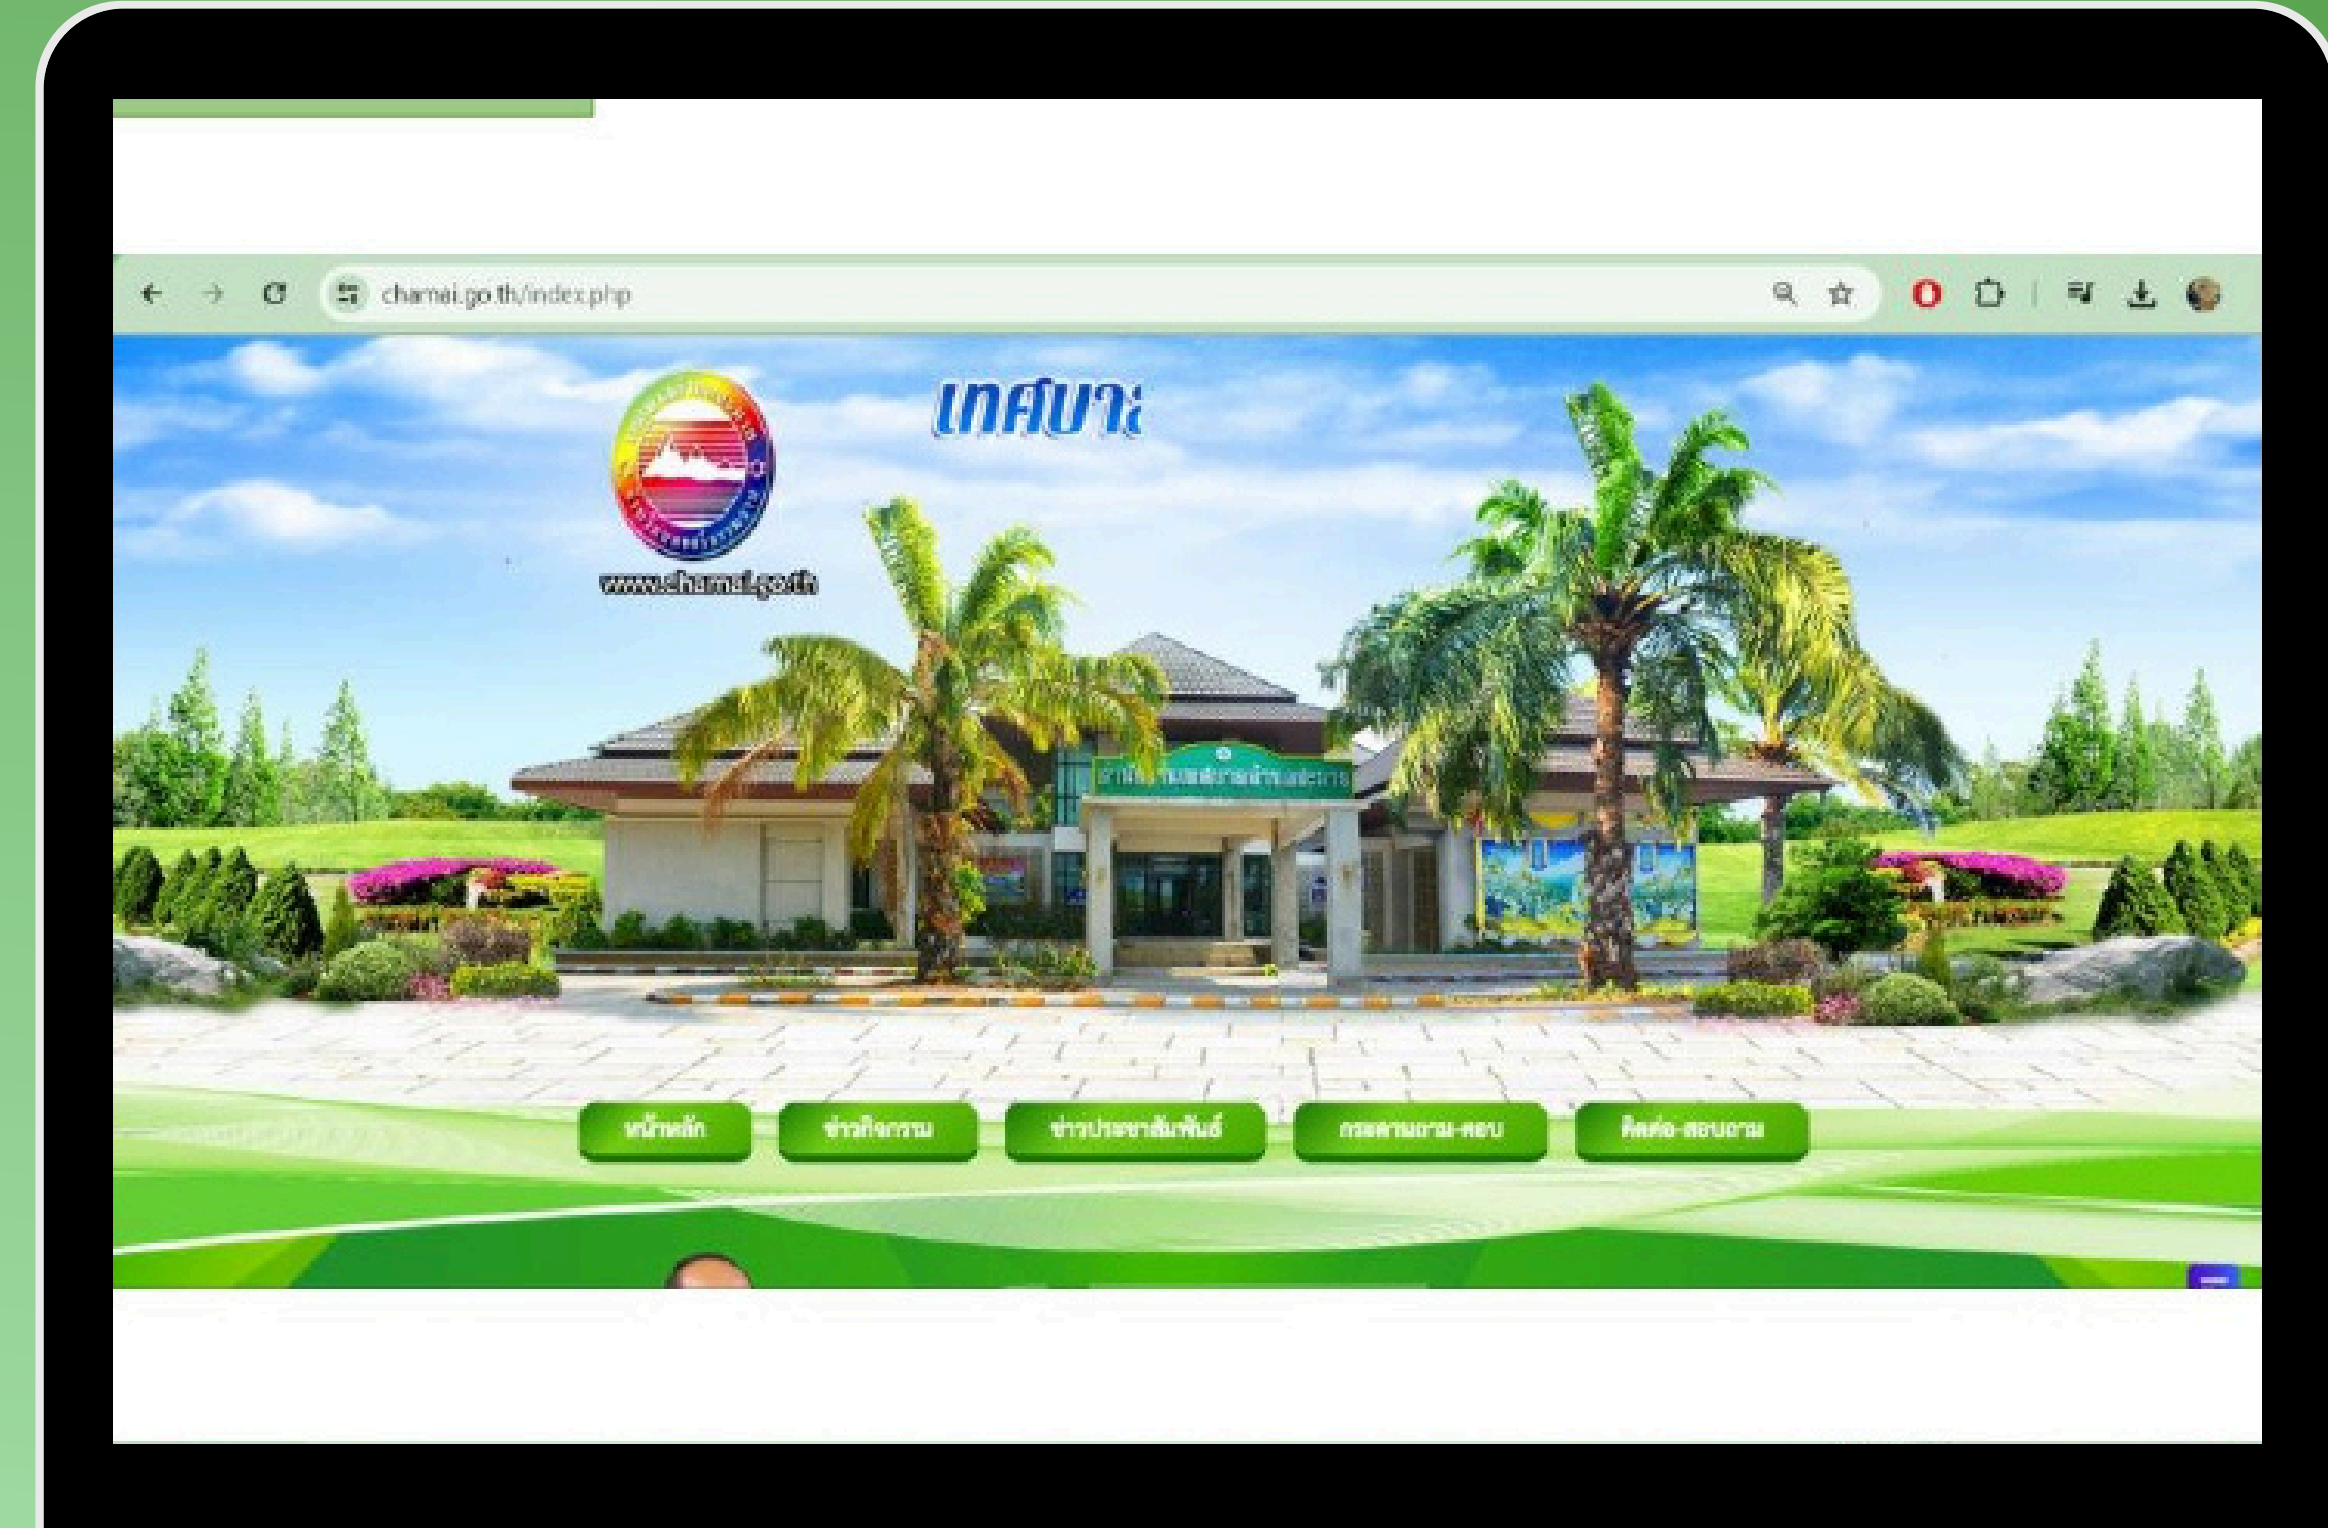 chamai.go.th/index.php
เทศบา
www.chamai.go.th
หน้าหลัก
ข่าวกิจกรรม
ข่าวประชาสัมพันธ์
กระดานถาม-ตอบ
ติดต่อ-สอบถาม